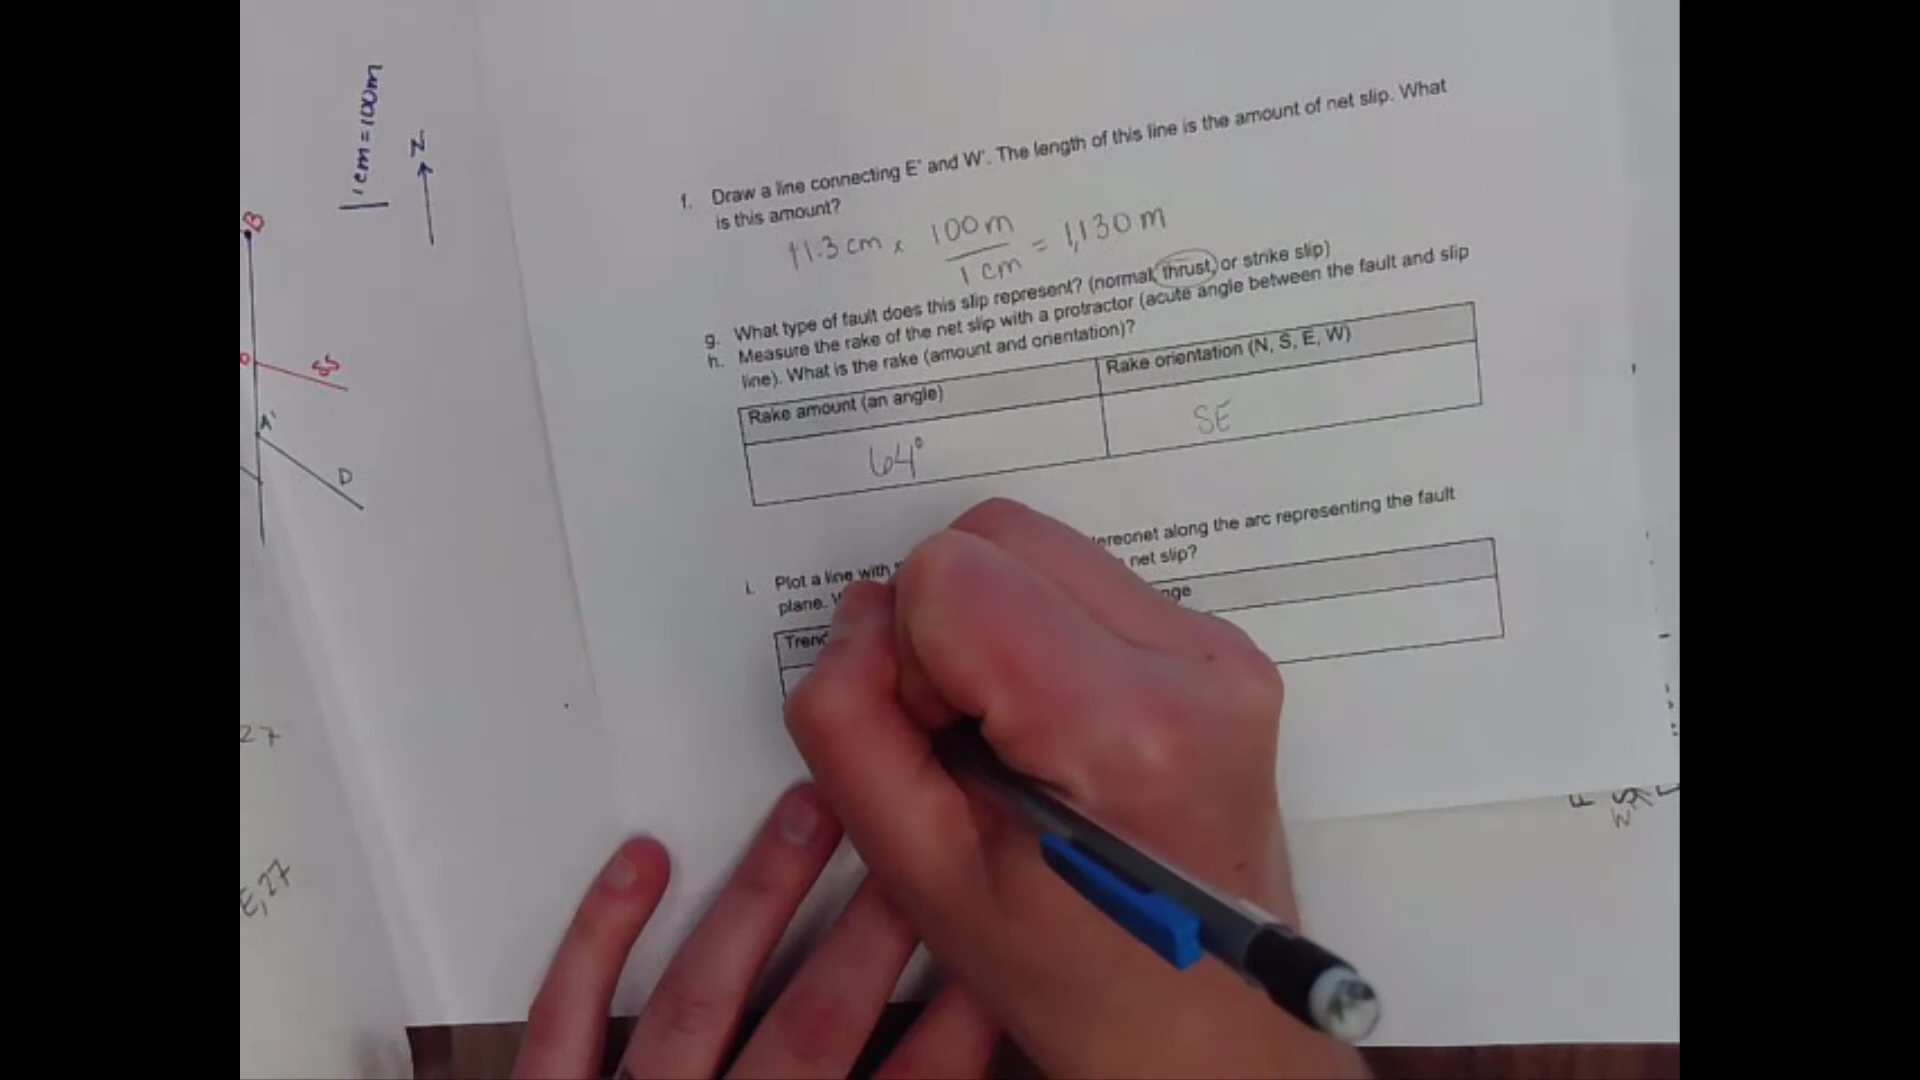 1cm=100m
N
B
SS
A'
D
27
E,27
f. Draw a line connecting E' and W'. The length of this line is the amount of net slip. What
is this amount?
11.3 cm x 100 m / 1 cm = 1,130 m
g. What type of fault does this slip represent? (normal, thrust, or strike slip)
h. Measure the rake of the net slip with a protractor (acute angle between the fault and slip
line). What is the rake (amount and orientation)?
Rake amount (an angle)
Rake orientation (N, S, E, W)
64°
SE
i. Plot a line with
along the arc representing the fault
plane.
net slip?